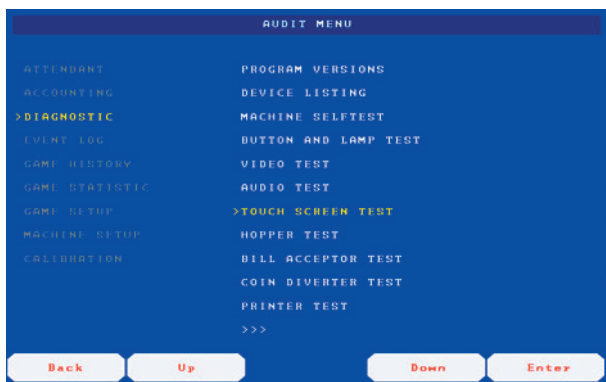 AUDIT MENU
ATTENDANT
ACCOUNTING
>DIAGNOSTIC
EVENT LOG
GAME HISTORY
GAME STATISTIC
GAME SETUP
MACHINE SETUP
CALIBRATION
PROGRAM VERSIONS
DEVICE LISTING
MACHINE SELFTEST
BUTTON AND LAMP TEST
VIDEO TEST
AUDIO TEST
>TOUCH SCREEN TEST
HOPPER TEST
BILL ACCEPTOR TEST
COIN DIVERTER TEST
PRINTER TEST
>>>
Back Up Down Enter